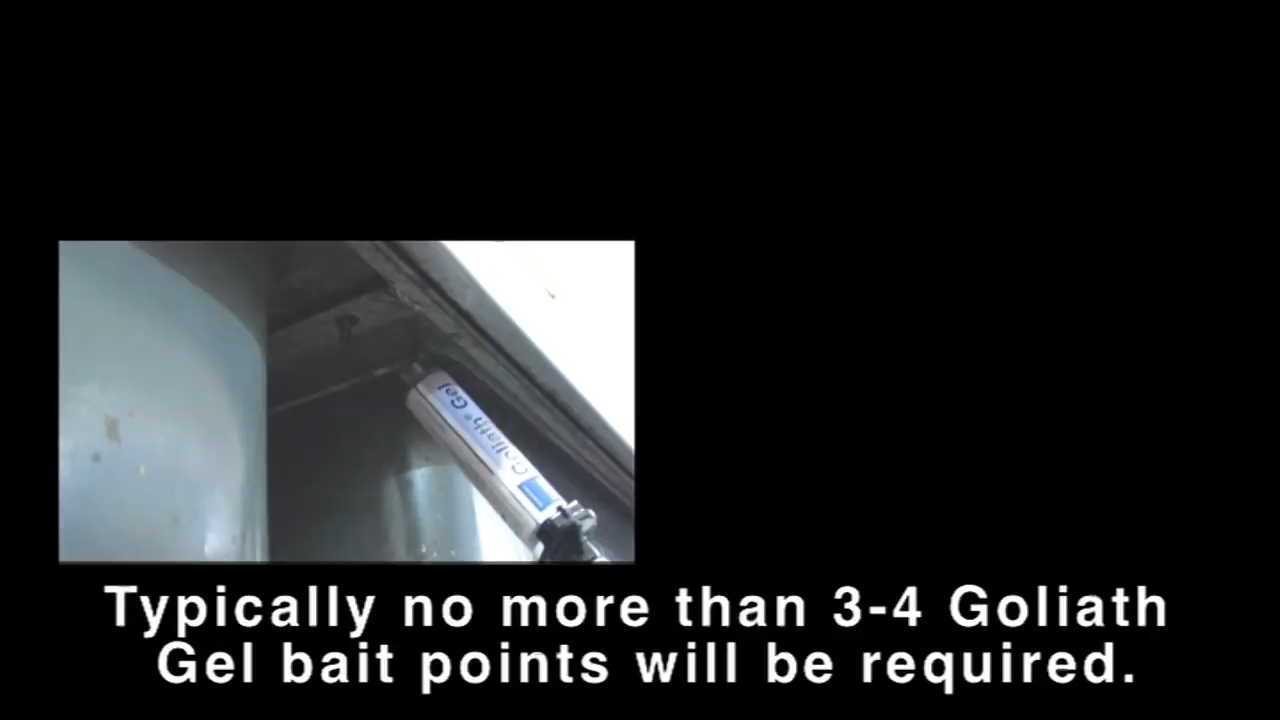 Goliath® Gel
Typically no more than 3-4 Goliath
Gel bait points will be required.